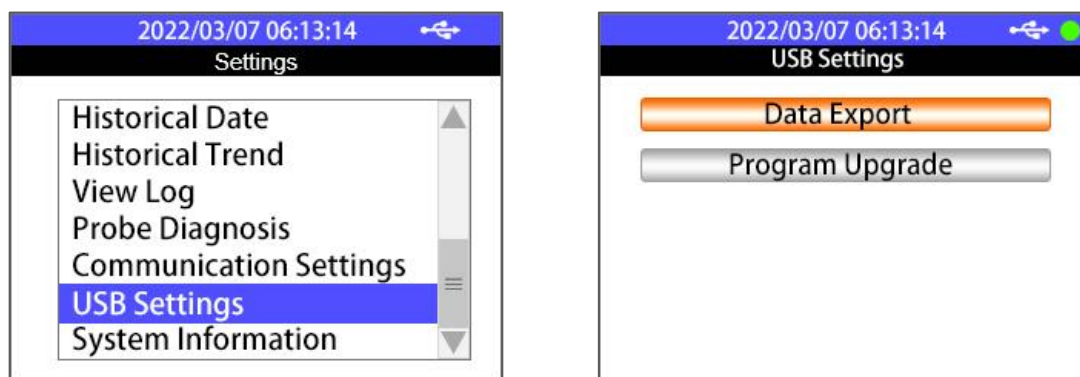 2022/03/07 06:13:14
Settings
Historical Date
Historical Trend
View Log
Probe Diagnosis
Communication Settings
USB Settings
System Information
2022/03/07 06:13:14
USB Settings
Data Export
Program Upgrade